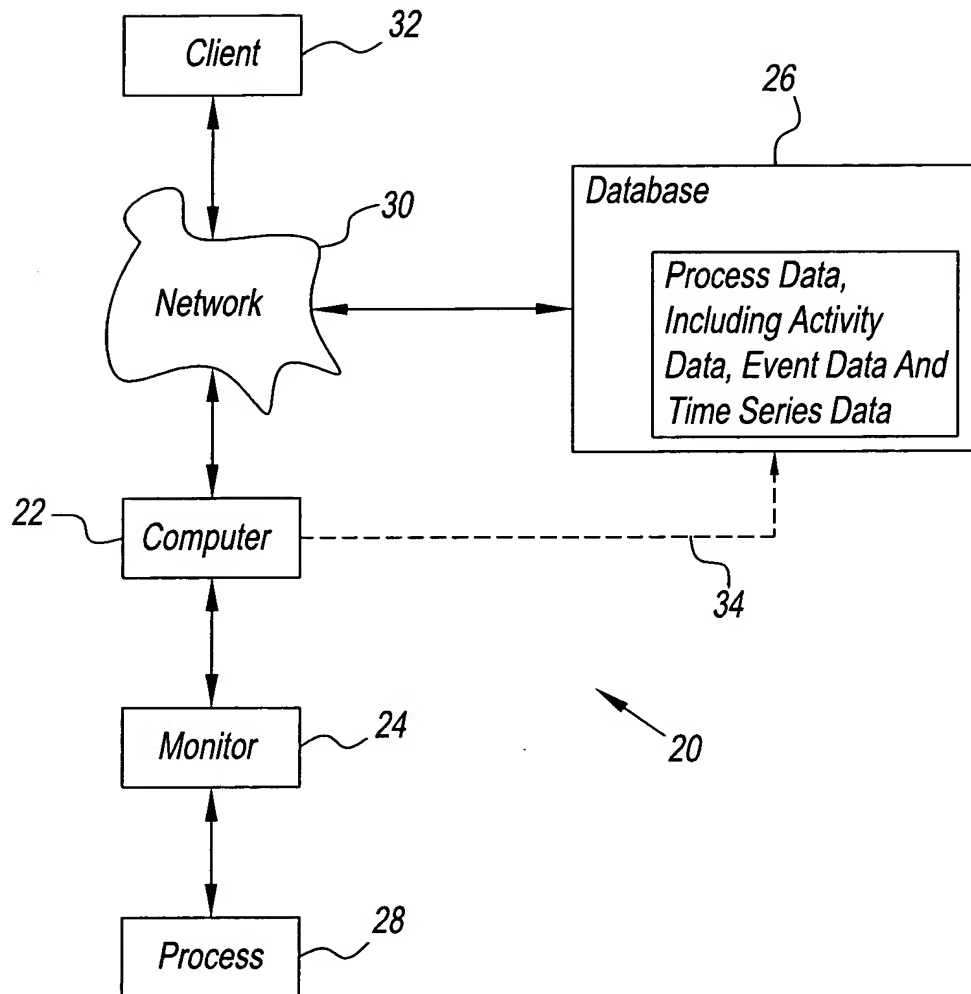 Client
32
26
Database
30
Process Data,
Including Activity
Data, Event Data And
Time Series Data
Network
22
Computer
34
Monitor
24
20
Process
28